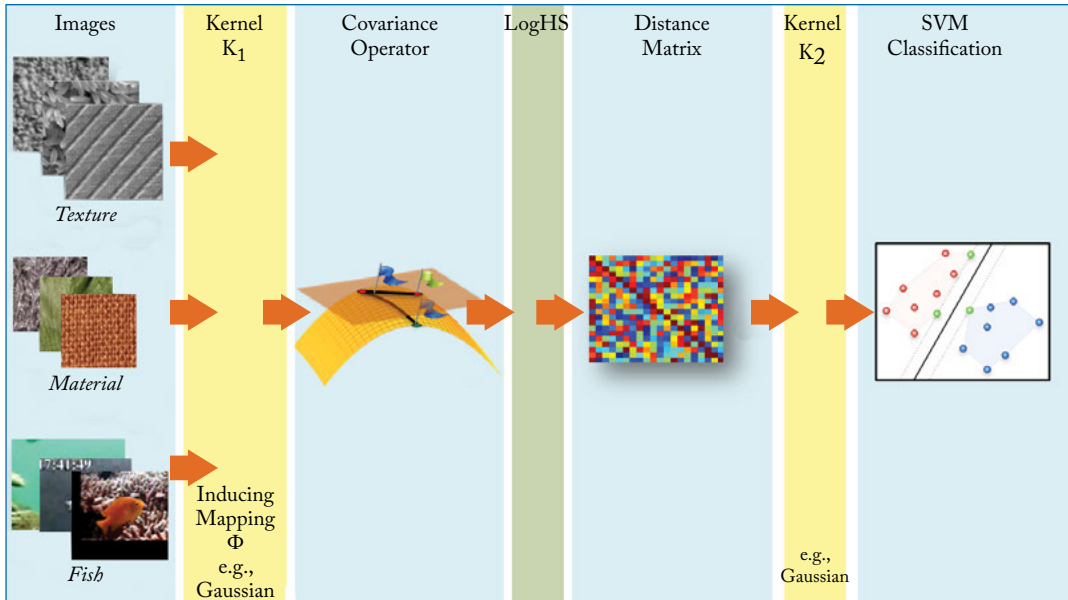 Images
Kernel
K1
Covariance
Operator
LogHS
Distance
Matrix
Kernel
K2
SVM
Classification
Texture
Material
17:41:49
Fish
Inducing
Mapping
Φ
e.g.,
Gaussian
e.g.,
Gaussian